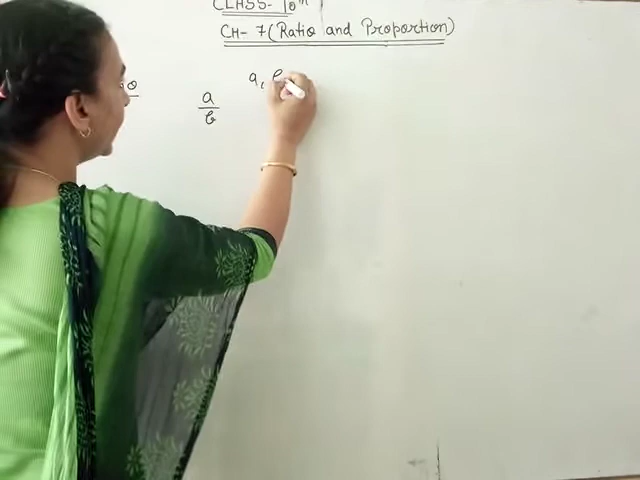 CLASS- 10th
CH- 7(Ratio and Proportion)
a, b
a
b